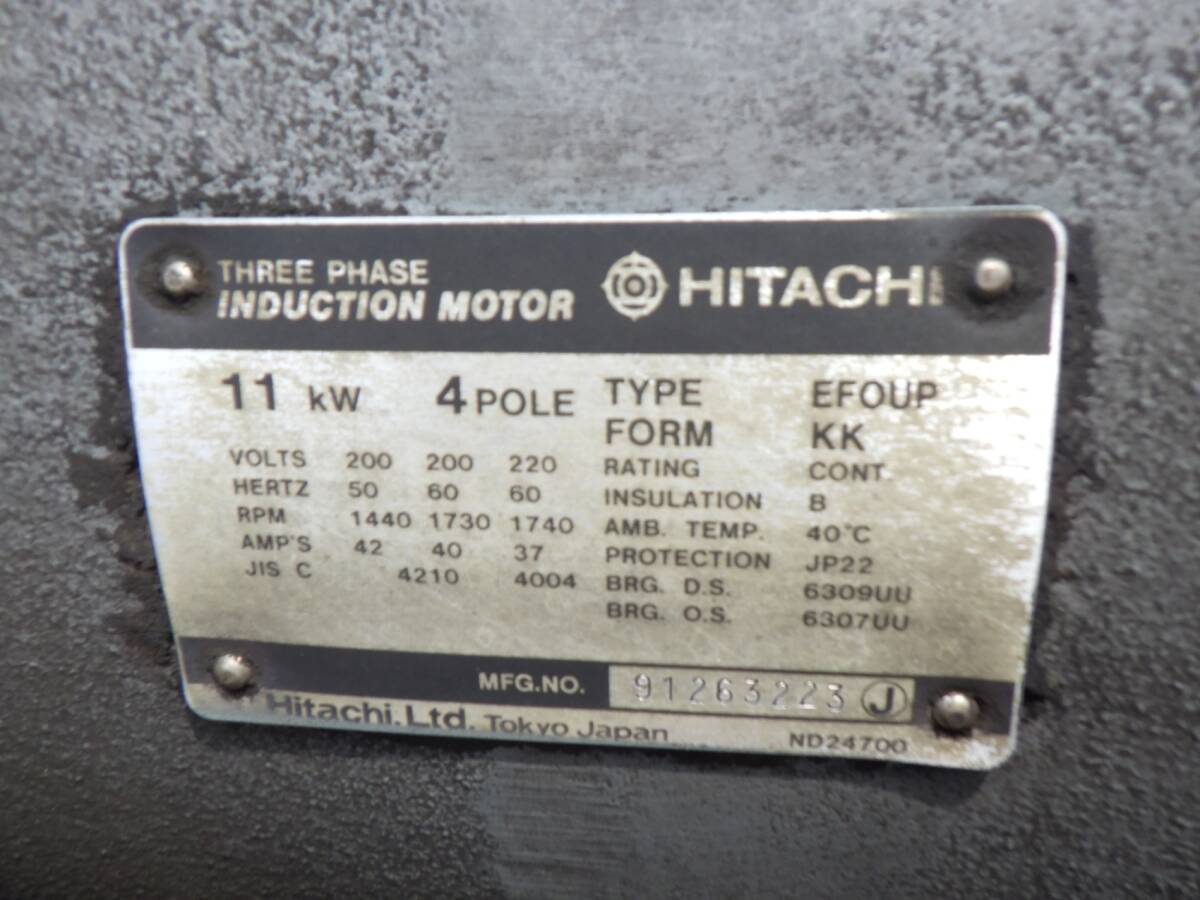 THREE PHASE
INDUCTION MOTOR
HITACHI
11 kW 4 POLE
VOLTS 200 200 220
HERTZ 50 60 60
RPM 1440 1730 1740
AMP'S 42 40 37
JIS C 4210 4004
TYPE EFOUP
FORM KK
RATING CONT.
INSULATION B
AMB. TEMP. 40°C
PROTECTION JP22
BRG. D.S. 6309UU
BRG. O.S. 6307UU
MFG.NO. 91263223 J
Hitachi, Ltd. Tokyo Japan
ND24700